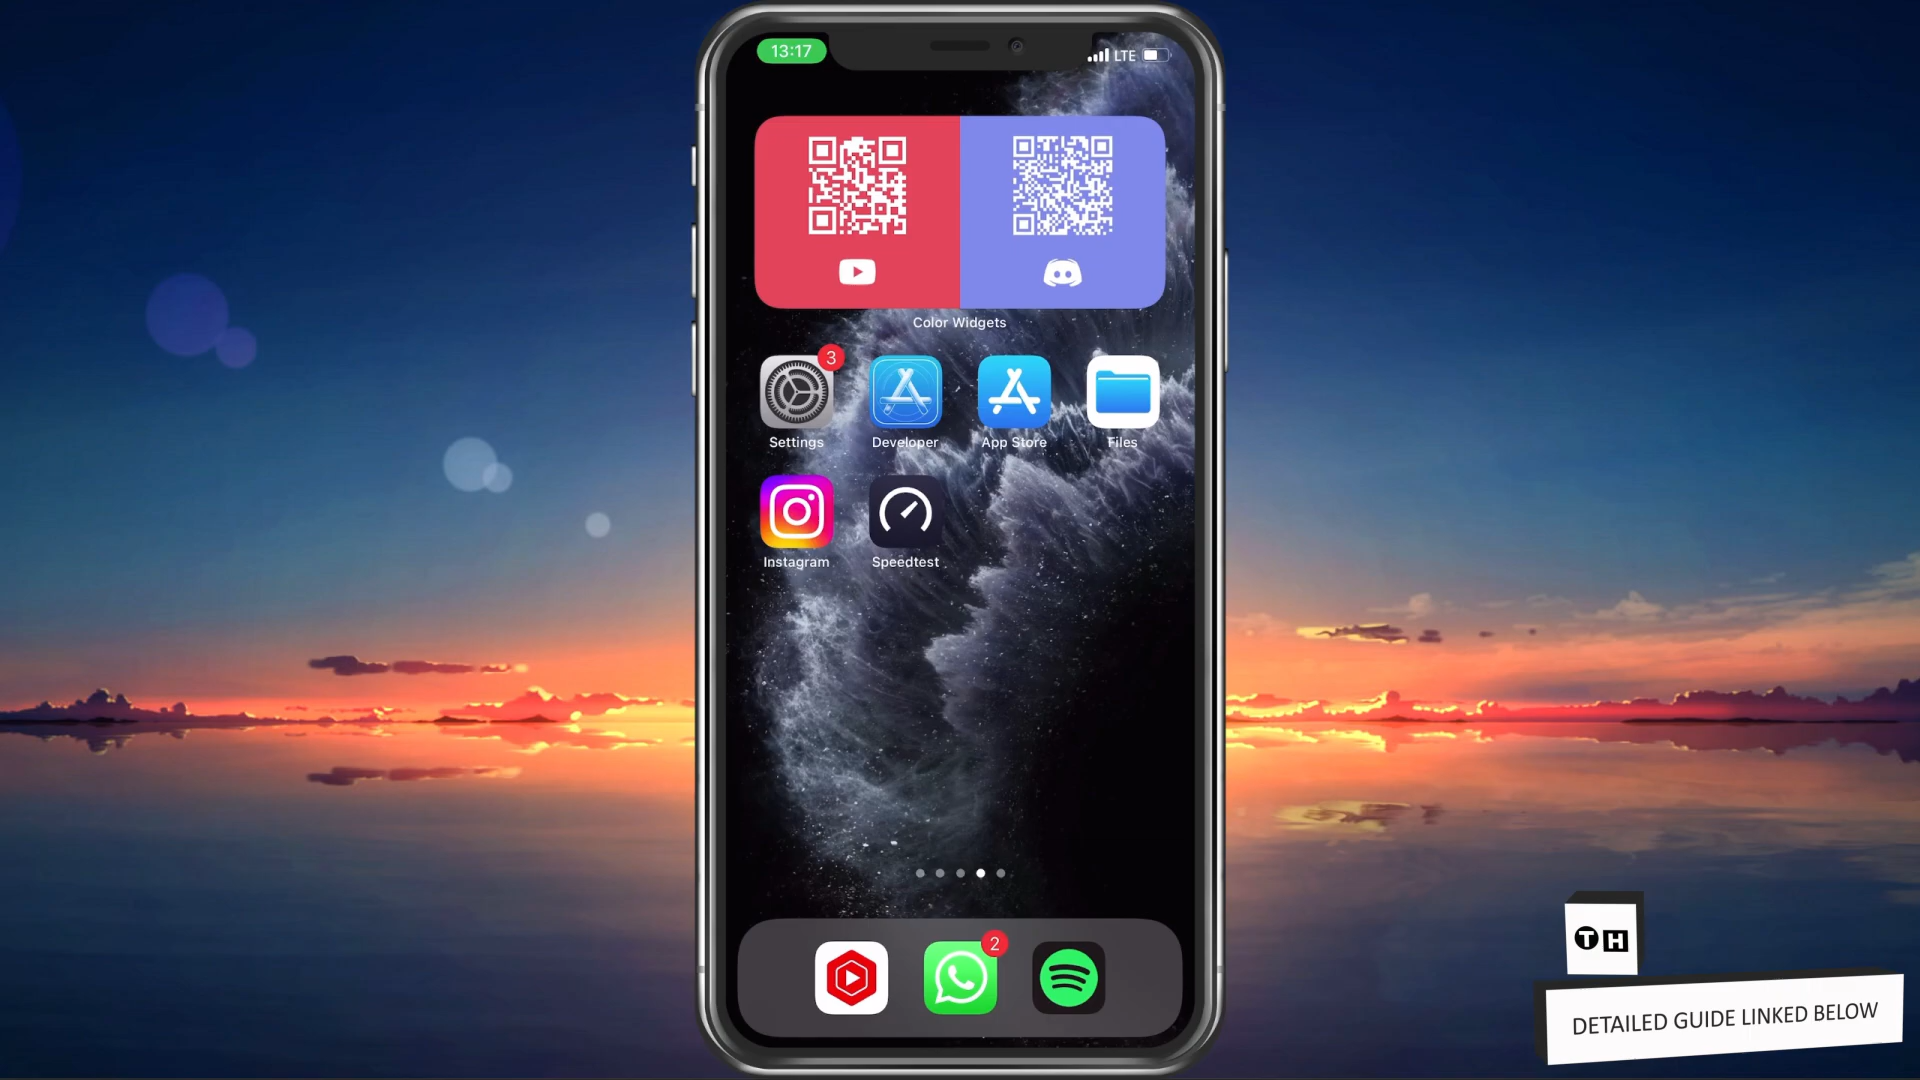 13:17
LTE
Color Widgets
3
Settings
Developer
App Store
Files
Instagram
Speedtest
2
TH
DETAILED GUIDE LINKED BELOW